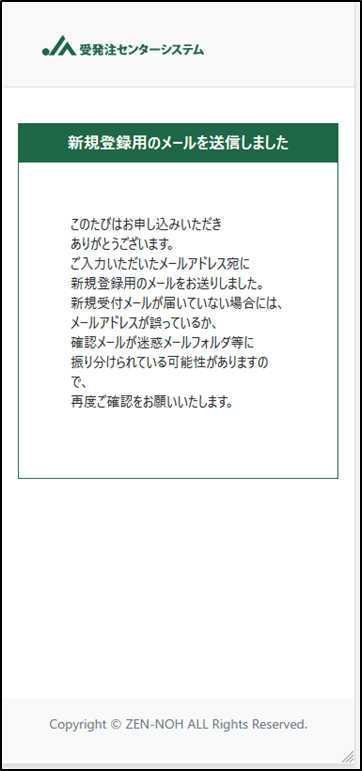 JA 受発注センターシステム
新規登録用のメールを送信しました
このたびはお申し込みいただき
ありがとうございます。
ご入力いただいたメールアドレス宛に
新規登録用のメールをお送りしました。
新規受付メールが届いていない場合には、
メールアドレスが誤っているか、
確認メールが迷惑メールフォルダ等に
振り分けられている可能性がありますの
で、
再度ご確認をお願いいたします。
Copyright © ZEN-NOH ALL Rights Reserved.